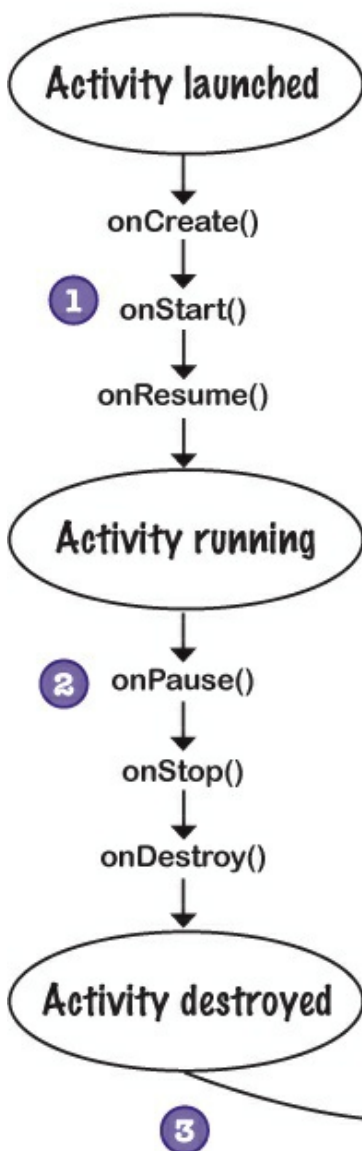 Activity launched
onCreate()
1
onStart()
onResume()
Activity running
2
onPause()
onStop()
onDestroy()
Activity destroyed
3